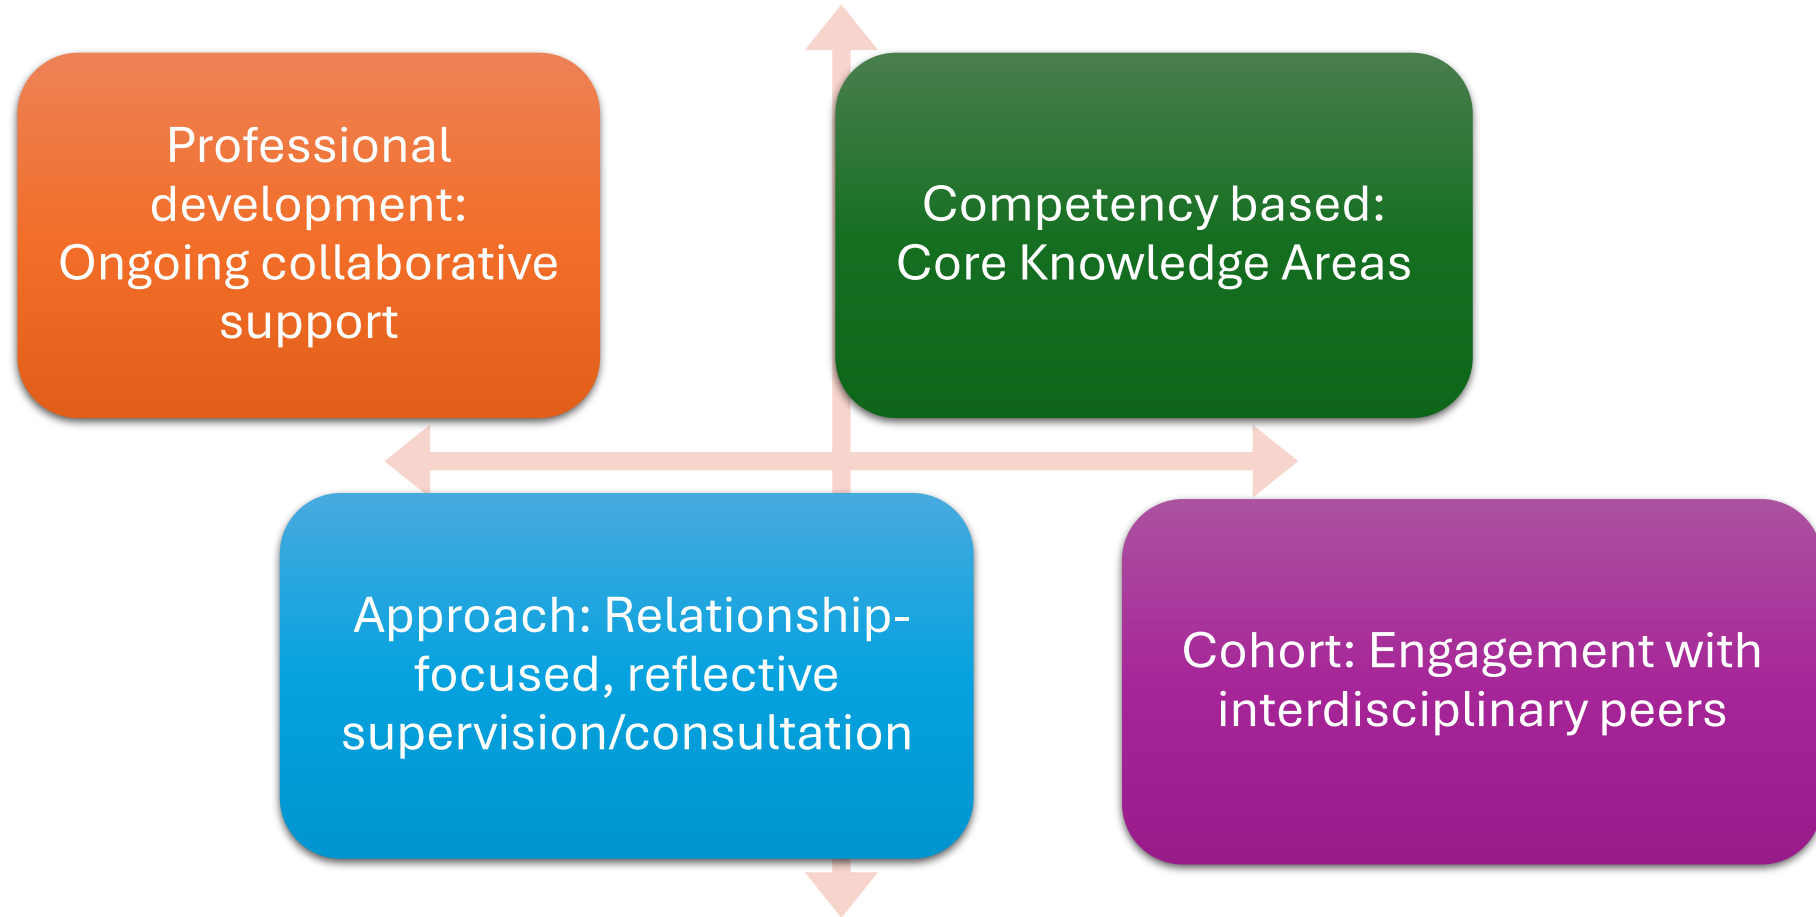 Professional
development:
Ongoing collaborative
support
Competency based:
Core Knowledge Areas
Approach: Relationship-
focused, reflective
supervision/consultation
Cohort: Engagement with
interdisciplinary peers